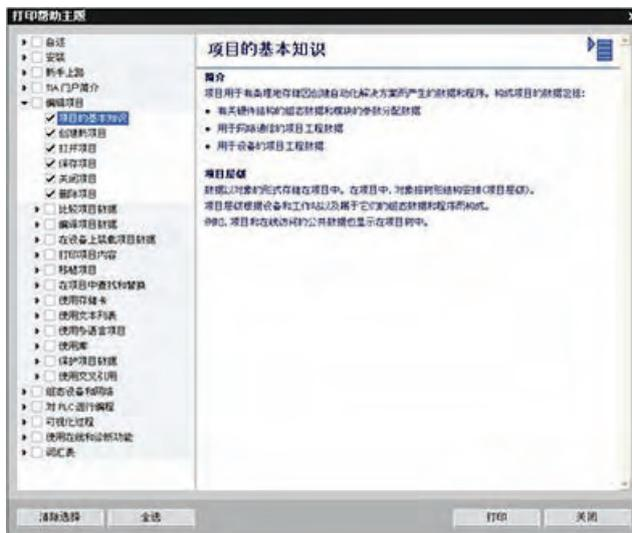 打印帮助主题
自述
安装
新手上路
TIA 门户简介
编辑项目
项目的基本知识
创建新项目
打开项目
保存项目
关闭项目
删除项目
比较项目数据
编译项目数据
在设备上装载项目数据
打印项目内容
移植项目
在项目中查找和替换
使用存储卡
使用文本列表
使用多语言项目
使用库
保护项目数据
使用交叉引用
组态设备和网络
对 PLC 进行编程
可视化过程
使用在线和诊断功能
词汇表
项目的基本知识
简介
项目用于有条理地存储因创建自动化解决方案而产生的数据和程序。构成项目的数据包括:
• 有关硬件结构的组态数据和模块的参数分配数据
• 用于网络通信的项目工程数据
• 用于设备的项目工程数据
项目层级
数据以对象的形式存储在项目中。在项目中，对象按树形结构安排(项目层级)。
项目层级根据设备和工作站以及属于它们的组态数据和程序而构成。
例如，项目和在线访问的公共数据也显示在项目树中。
清除选择
全选
打印
关闭